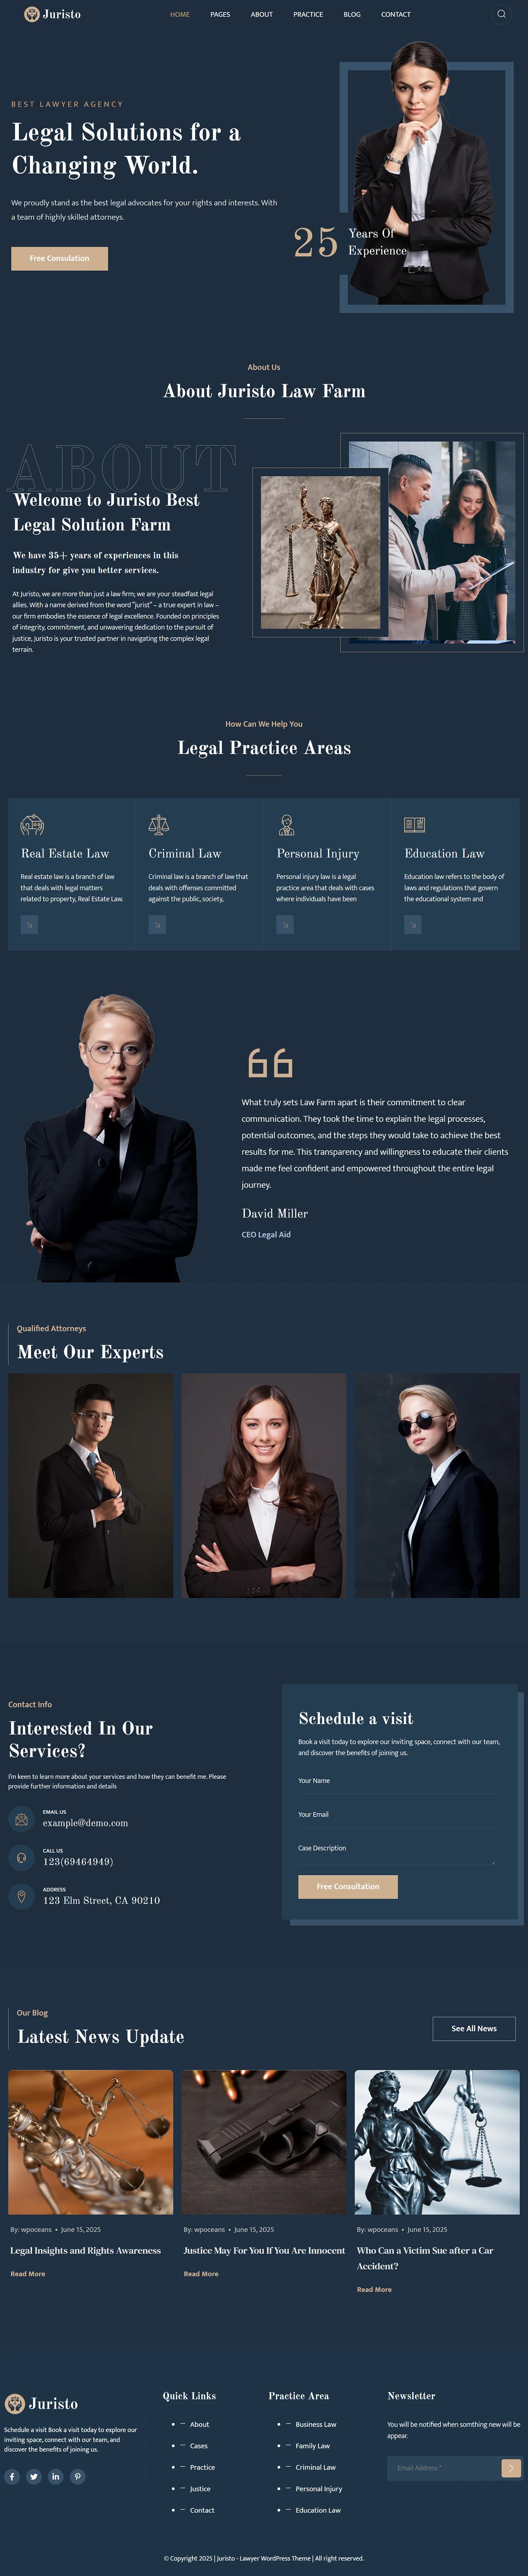 Juristo
HOME PAGES ABOUT PRACTICE BLOG CONTACT
BEST LAWYER AGENCY
Legal Solutions for a
Changing World.
We proudly stand as the best legal advocates for your rights and interests. With
a team of highly skilled attorneys.
Free Consulation
25
Years Of
Experience
About Us
About Juristo Law Farm
ABOUT
Welcome to Juristo Best
Legal Solution Farm
We have 35+ years of experiences in this
industry for give you better services.
At Juristo, we are more than just a law firm; we are your steadfast legal
allies. With a name derived from the word "jurist" – a true expert in law –
our firm embodies the essence of legal excellence. Founded on principles
of integrity, commitment, and unwavering dedication to the pursuit of
justice, Juristo is your trusted partner in navigating the complex legal
terrain.
How Can We Help You
Legal Practice Areas
Real Estate Law
Real estate law is a branch of law
that deals with legal matters
related to property, Real Estate Law.
Criminal Law
Criminal law is a branch of law that
deals with offenses committed
against the public, society,
Personal Injury
Personal injury law is a legal
practice area that deals with cases
where individuals have been
Education Law
Education law refers to the body of
laws and regulations that govern
the educational system and
What truly sets Law Farm apart is their commitment to clear
communication. They took the time to explain the legal processes,
potential outcomes, and the steps they would take to achieve the best
results for me. This transparency and willingness to educate their clients
made me feel confident and empowered throughout the entire legal
journey.
David Miller
CEO Legal Aid
Qualified Attorneys
Meet Our Experts
Contact Info
Interested In Our
Services?
I'm keen to learn more about your services and how they can benefit me. Please
provide further information and details
EMAIL US
example@demo.com
CALL US
123(69464949)
ADDRESS
123 Elm Street, CA 90210
Schedule a visit
Book a visit today to explore our inviting space, connect with our team,
and discover the benefits of joining us.
Your Name
Your Email
Case Description
Free Consultation
Our Blog
Latest News Update
See All News
By: wpoceans • June 15, 2025
Legal Insights and Rights Awareness
Read More
By: wpoceans • June 15, 2025
Justice May For You If You Are Innocent
Read More
By: wpoceans • June 15, 2025
Who Can a Victim Sue after a Car
Accident?
Read More
Juristo
Schedule a visit Book a visit today to explore our
inviting space, connect with our team, and
discover the benefits of joining us.
Quick Links
About
Cases
Practice
Justice
Contact
Practice Area
Business Law
Family Law
Criminal Law
Personal Injury
Education Law
Newsletter
You will be notified when somthing new will be
appear.
Email Address *
© Copyright 2025 | Juristo - Lawyer WordPress Theme | All right reserved.